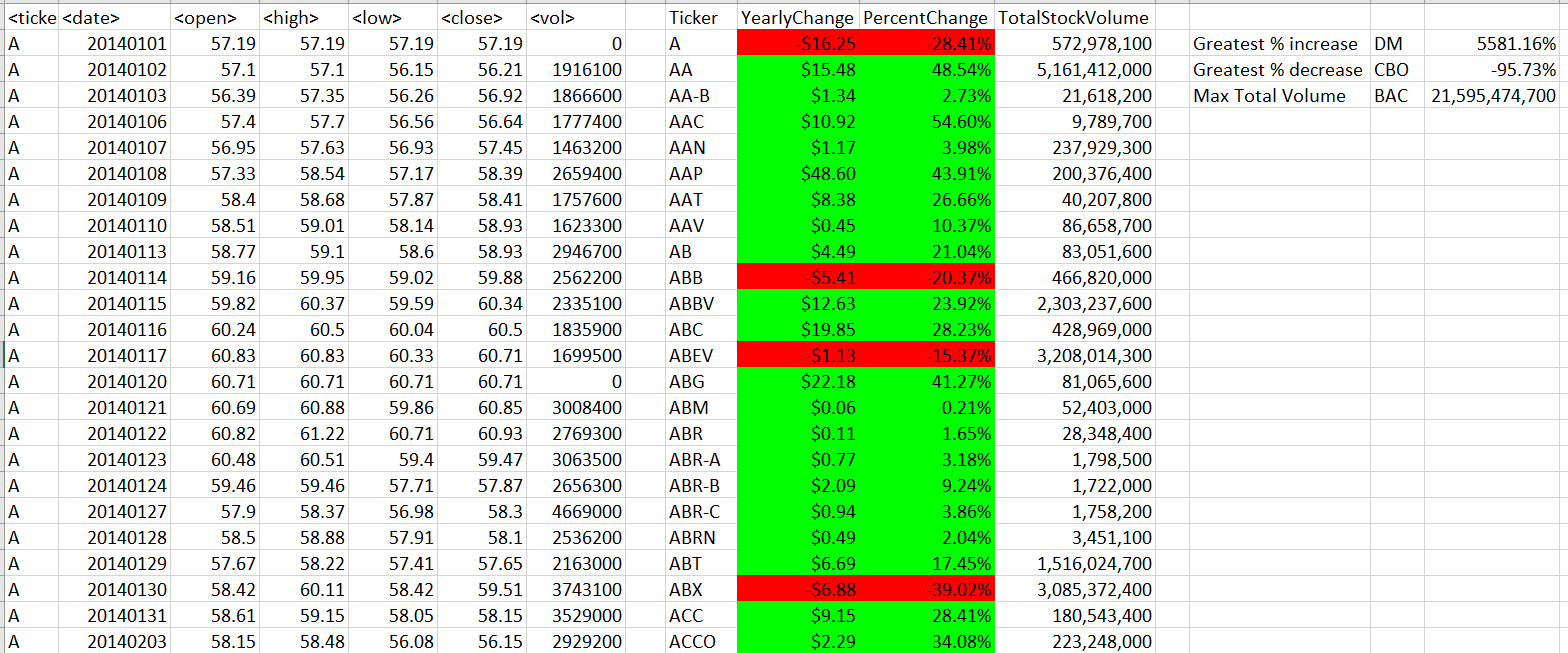 <ticke <date> <open> <high> <low> <close> <vol> Ticker YearlyChange PercentChange TotalStockVolume
A 20140101 57.19 57.19 57.19 57.19 0 A -$16.25 -28.41% 572,978,100 Greatest % increase DM 5581.16%
A 20140102 57.1 57.1 56.15 56.21 1916100 AA $15.48 48.54% 5,161,412,000 Greatest % decrease CBO -95.73%
A 20140103 56.39 57.35 56.26 56.92 1866600 AA-B $1.34 2.73% 21,618,200 Max Total Volume BAC 21,595,474,700
A 20140106 57.4 57.7 56.56 56.64 1777400 AAC $10.92 54.60% 9,789,700
A 20140107 56.95 57.63 56.93 57.45 1463200 AAN $1.17 3.98% 237,929,300
A 20140108 57.33 58.54 57.17 58.39 2659400 AAP $48.60 43.91% 200,376,400
A 20140109 58.4 58.68 57.87 58.41 1757600 AAT $8.38 26.66% 40,207,800
A 20140110 58.51 59.01 58.14 58.93 1623300 AAV $0.45 10.37% 86,658,700
A 20140113 58.77 59.1 58.6 58.93 2946700 AB $4.49 21.04% 83,051,600
A 20140114 59.16 59.95 59.02 59.88 2562200 ABB -$5.41 -20.37% 466,820,000
A 20140115 59.82 60.37 59.59 60.34 2335100 ABBV $12.63 23.92% 2,303,237,600
A 20140116 60.24 60.5 60.04 60.5 1835900 ABC $19.85 28.23% 428,969,000
A 20140117 60.83 60.83 60.33 60.71 1699500 ABEV -$1.13 -15.37% 3,208,014,300
A 20140120 60.71 60.71 60.71 60.71 0 ABG $22.18 41.27% 81,065,600
A 20140121 60.69 60.88 59.86 60.85 3008400 ABM $0.06 0.21% 52,403,000
A 20140122 60.82 61.22 60.71 60.93 2769300 ABR $0.11 1.65% 28,348,400
A 20140123 60.48 60.51 59.4 59.47 3063500 ABR-A $0.77 3.18% 1,798,500
A 20140124 59.46 59.46 57.71 57.87 2656300 ABR-B $2.09 9.24% 1,722,000
A 20140127 57.9 58.37 56.98 58.3 4669000 ABR-C $0.94 3.86% 1,758,200
A 20140128 58.5 58.88 57.91 58.1 2536200 ABRN $0.49 2.04% 3,451,100
A 20140129 57.67 58.22 57.41 57.65 2163000 ABT $6.69 17.45% 1,516,024,700
A 20140130 58.42 60.11 58.42 59.51 3743100 ABX -$6.88 -39.02% 3,085,372,400
A 20140131 58.61 59.15 58.05 58.15 3529000 ACC $9.15 28.41% 180,543,400
A 20140203 58.15 58.48 56.08 56.15 2929200 ACCO $2.29 34.08% 223,248,000